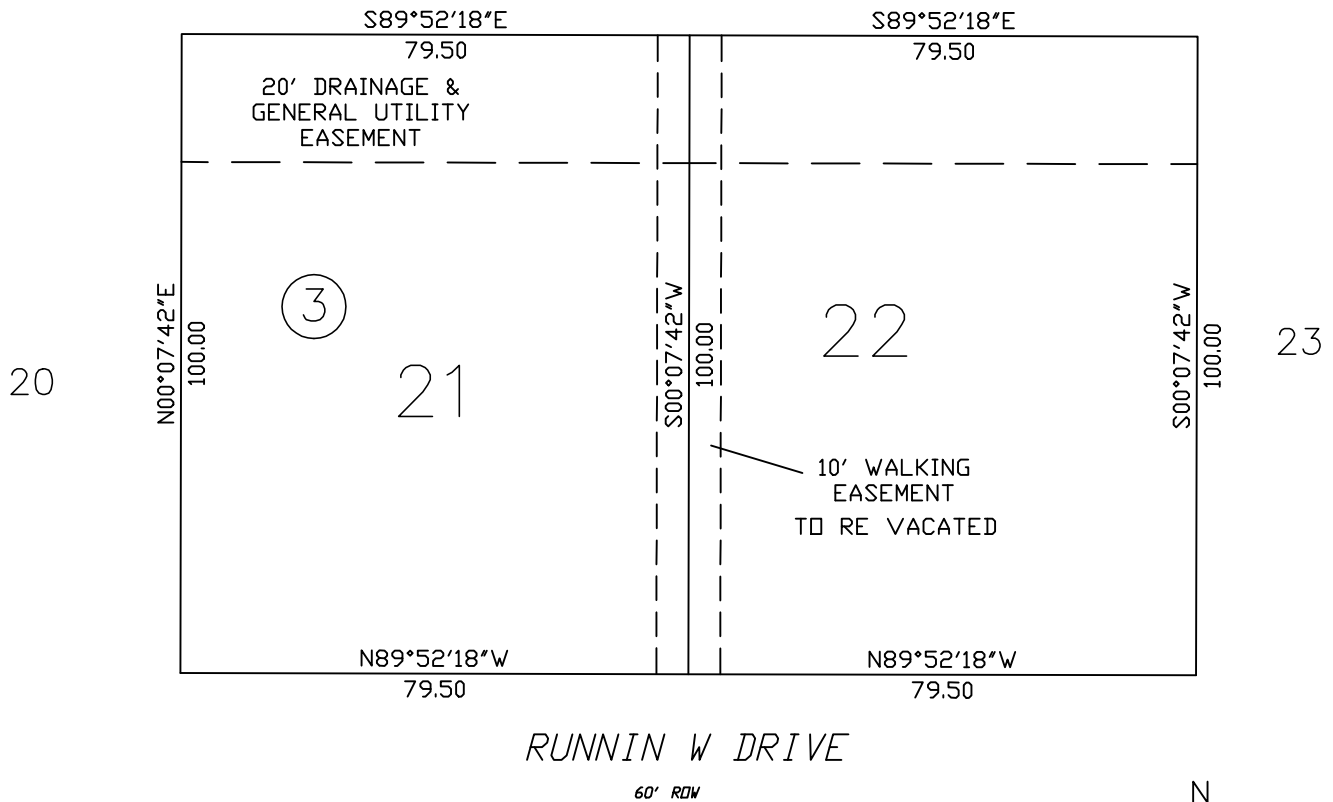 S89°52'18"E
S89°52'18"E
79.50
79.50
20' DRAINAGE &
GENERAL UTILITY
EASEMENT
N00°07'42"E
100.00
S00°07'42"W
100.00
S00°07'42"W
100.00
3
22
23
20
21
10' WALKING
EASEMENT
TO RE VACATED
N89°52'18"W
N89°52'18"W
79.50
79.50
RUNNIN W DRIVE
60' ROW
N